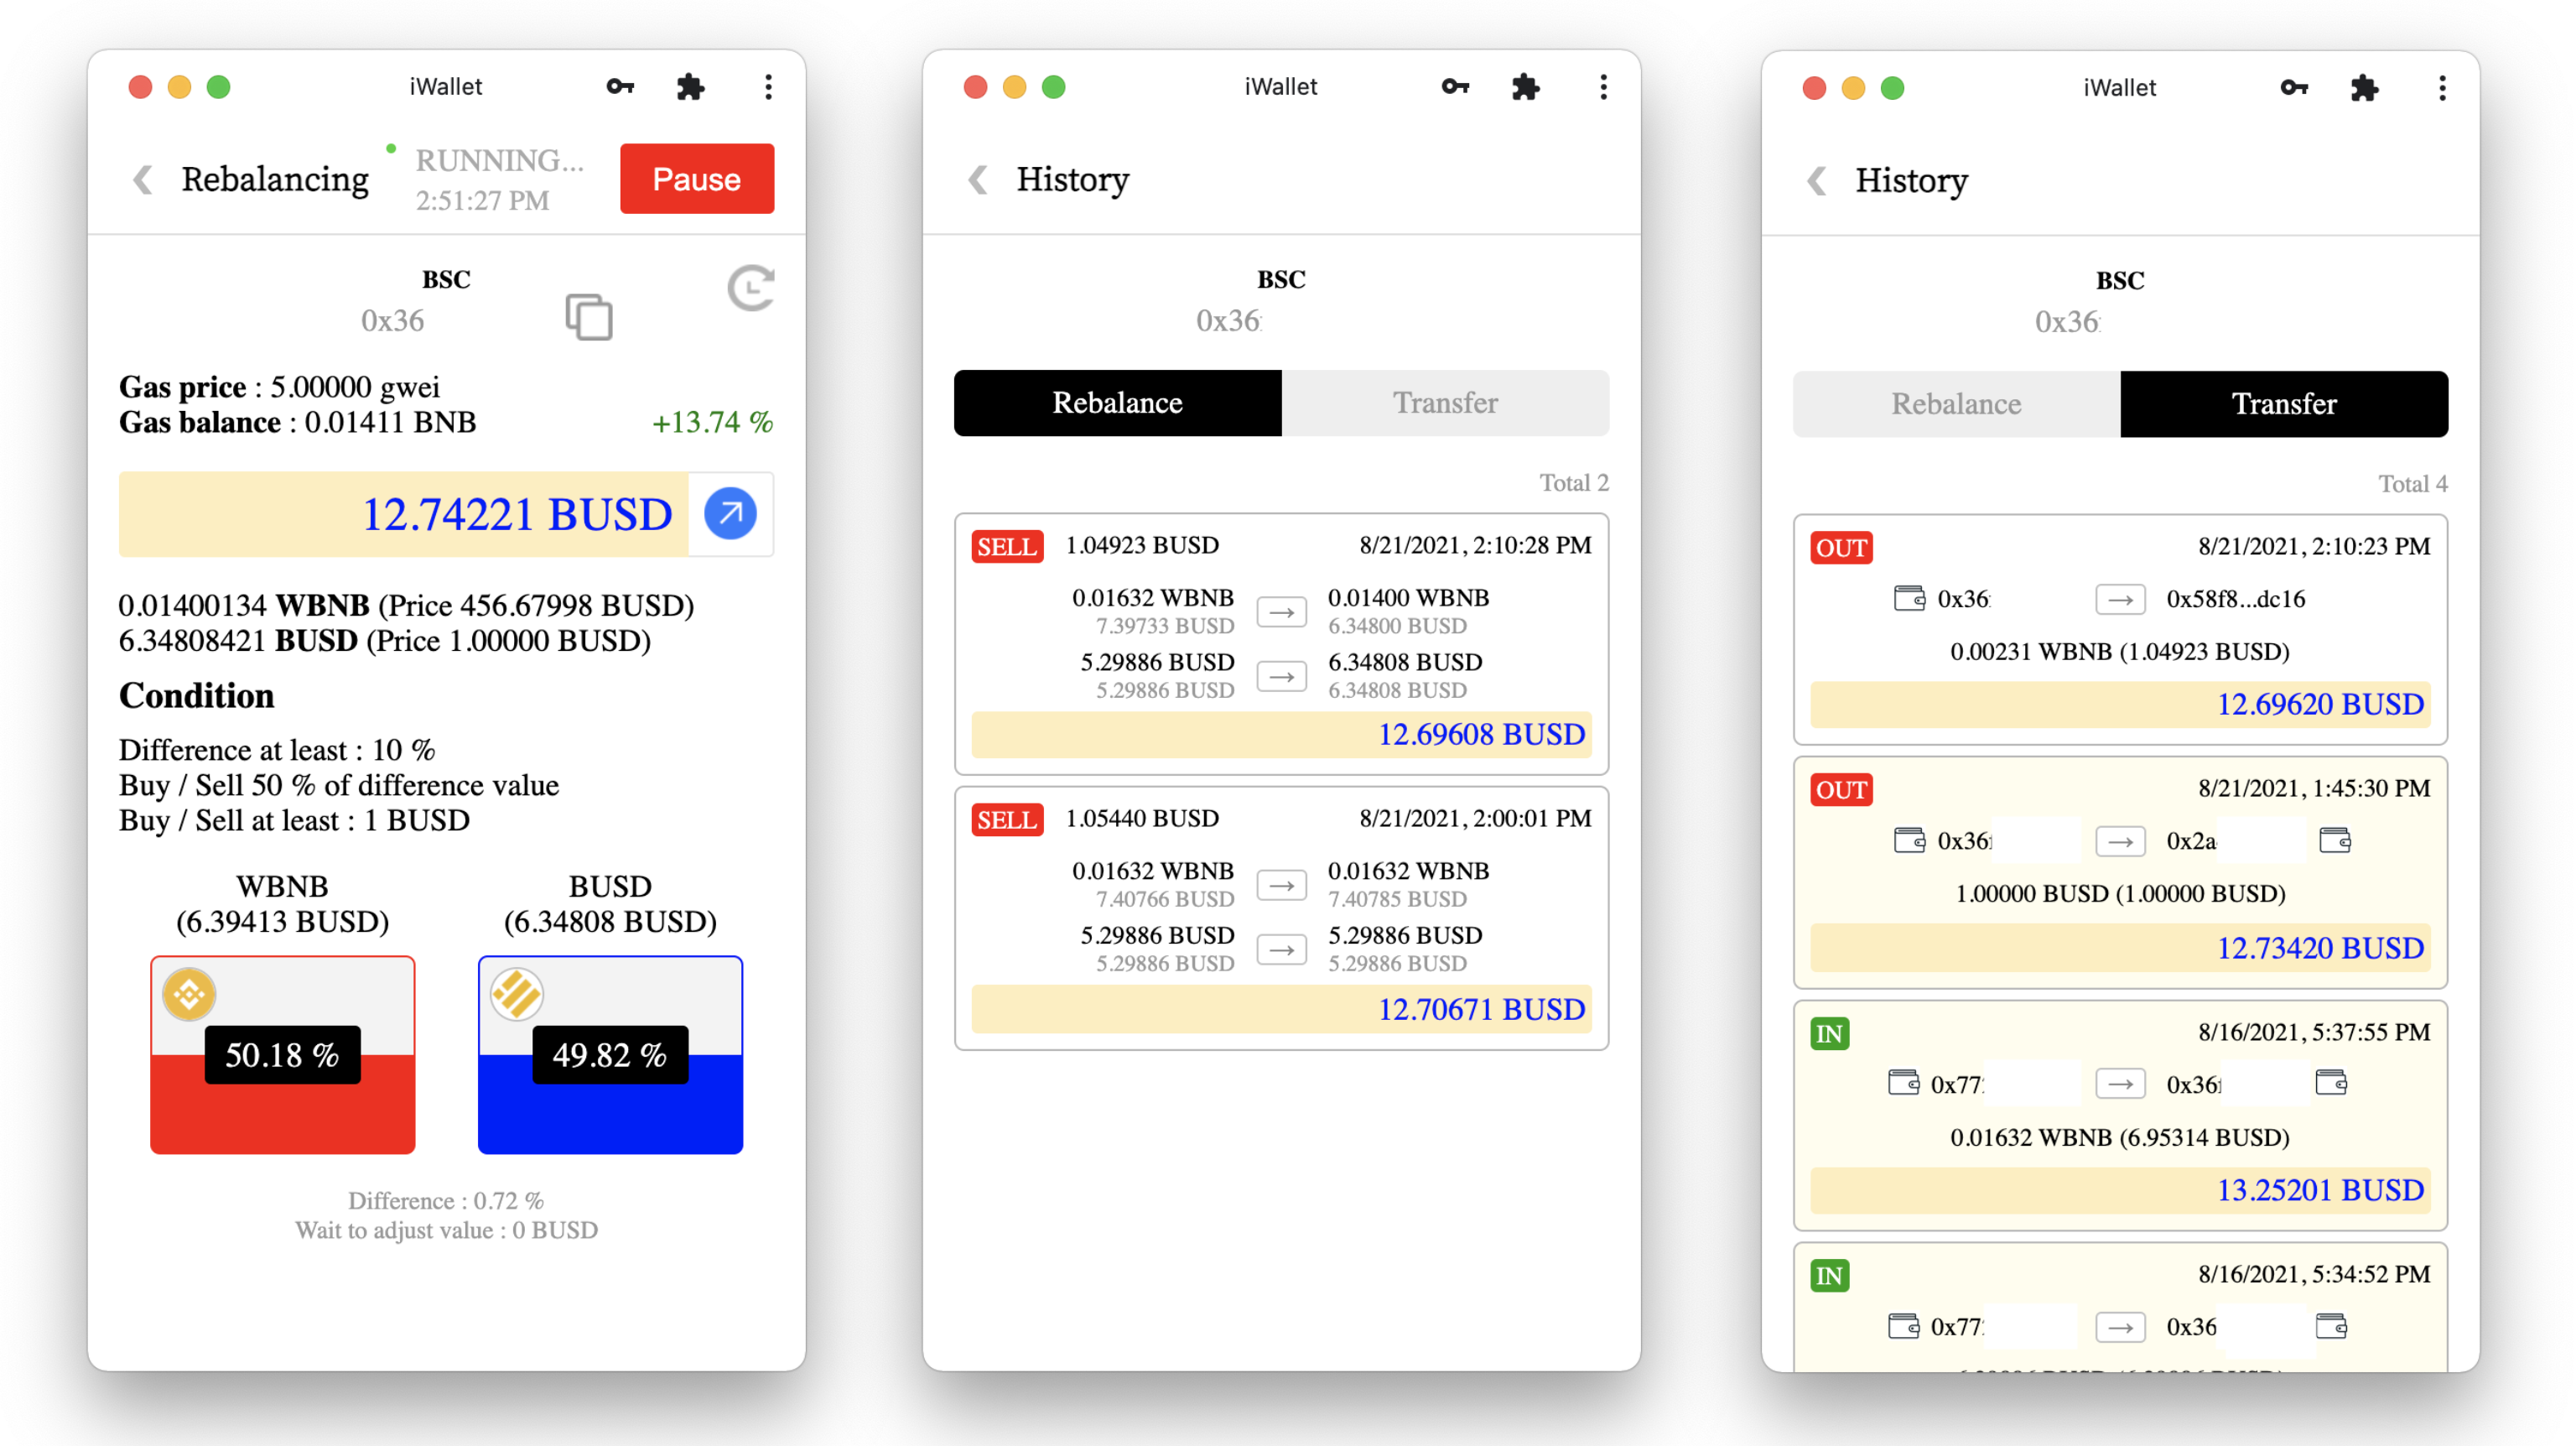 iWallet
Rebalancing
RUNNING...
2:51:27 PM
Pause
BSC
0x36
Gas price : 5.00000 gwei
Gas balance : 0.01411 BNB
+13.74 %
12.74221 BUSD
0.01400134 WBNB (Price 456.67998 BUSD)
6.34808421 BUSD (Price 1.00000 BUSD)
Condition
Difference at least : 10 %
Buy / Sell 50 % of difference value
Buy / Sell at least : 1 BUSD
WBNB
(6.39413 BUSD)
BUSD
(6.34808 BUSD)
50.18 %
49.82 %
Difference : 0.72 %
Wait to adjust value : 0 BUSD
iWallet
History
BSC
0x36
Rebalance
Transfer
Total 2
SELL 1.04923 BUSD 8/21/2021, 2:10:28 PM
0.01632 WBNB → 0.01400 WBNB
7.39733 BUSD 6.34800 BUSD
5.29886 BUSD → 6.34808 BUSD
5.29886 BUSD 6.34808 BUSD
12.69608 BUSD
SELL 1.05440 BUSD 8/21/2021, 2:00:01 PM
0.01632 WBNB → 0.01632 WBNB
7.40766 BUSD 7.40785 BUSD
5.29886 BUSD → 5.29886 BUSD
5.29886 BUSD 5.29886 BUSD
12.70671 BUSD
iWallet
History
BSC
0x36
Rebalance
Transfer
Total 4
OUT 8/21/2021, 2:10:23 PM
0x36 → 0x58f8...dc16
0.00231 WBNB (1.04923 BUSD)
12.69620 BUSD
OUT 8/21/2021, 1:45:30 PM
0x36 → 0x2a
1.00000 BUSD (1.00000 BUSD)
12.73420 BUSD
IN 8/16/2021, 5:37:55 PM
0x77 → 0x36
0.01632 WBNB (6.95314 BUSD)
13.25201 BUSD
IN 8/16/2021, 5:34:52 PM
0x77 → 0x36